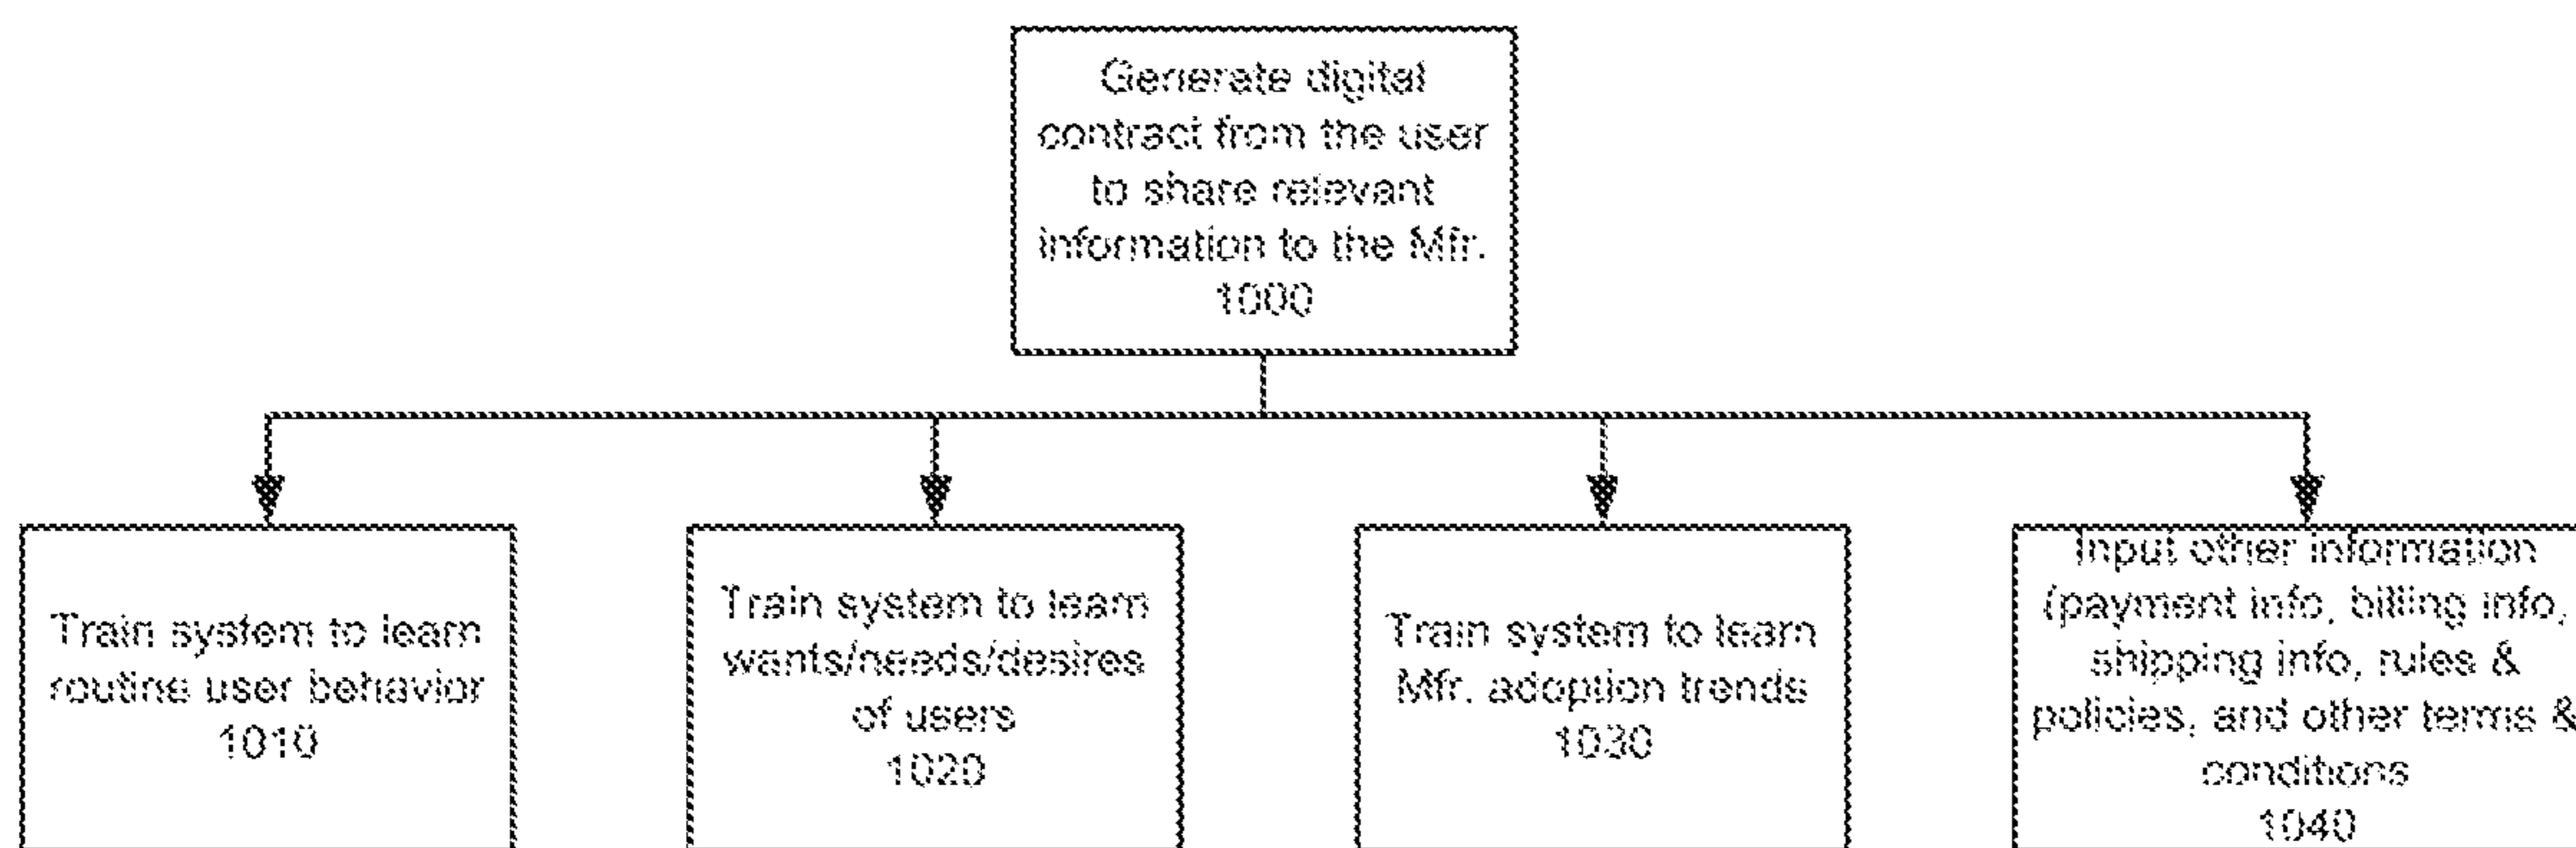 Generate digital
contract from the user
to share relevant
information to the Mfr.
1000
Train system to learn
routine user behavior
1010
Train system to learn
wants/needs/desires
of users
1020
Train system to learn
Mfr. adoption trends
1030
Input other information
(payment info, billing info,
shipping info, rules &
policies, and other terms &
conditions
1040